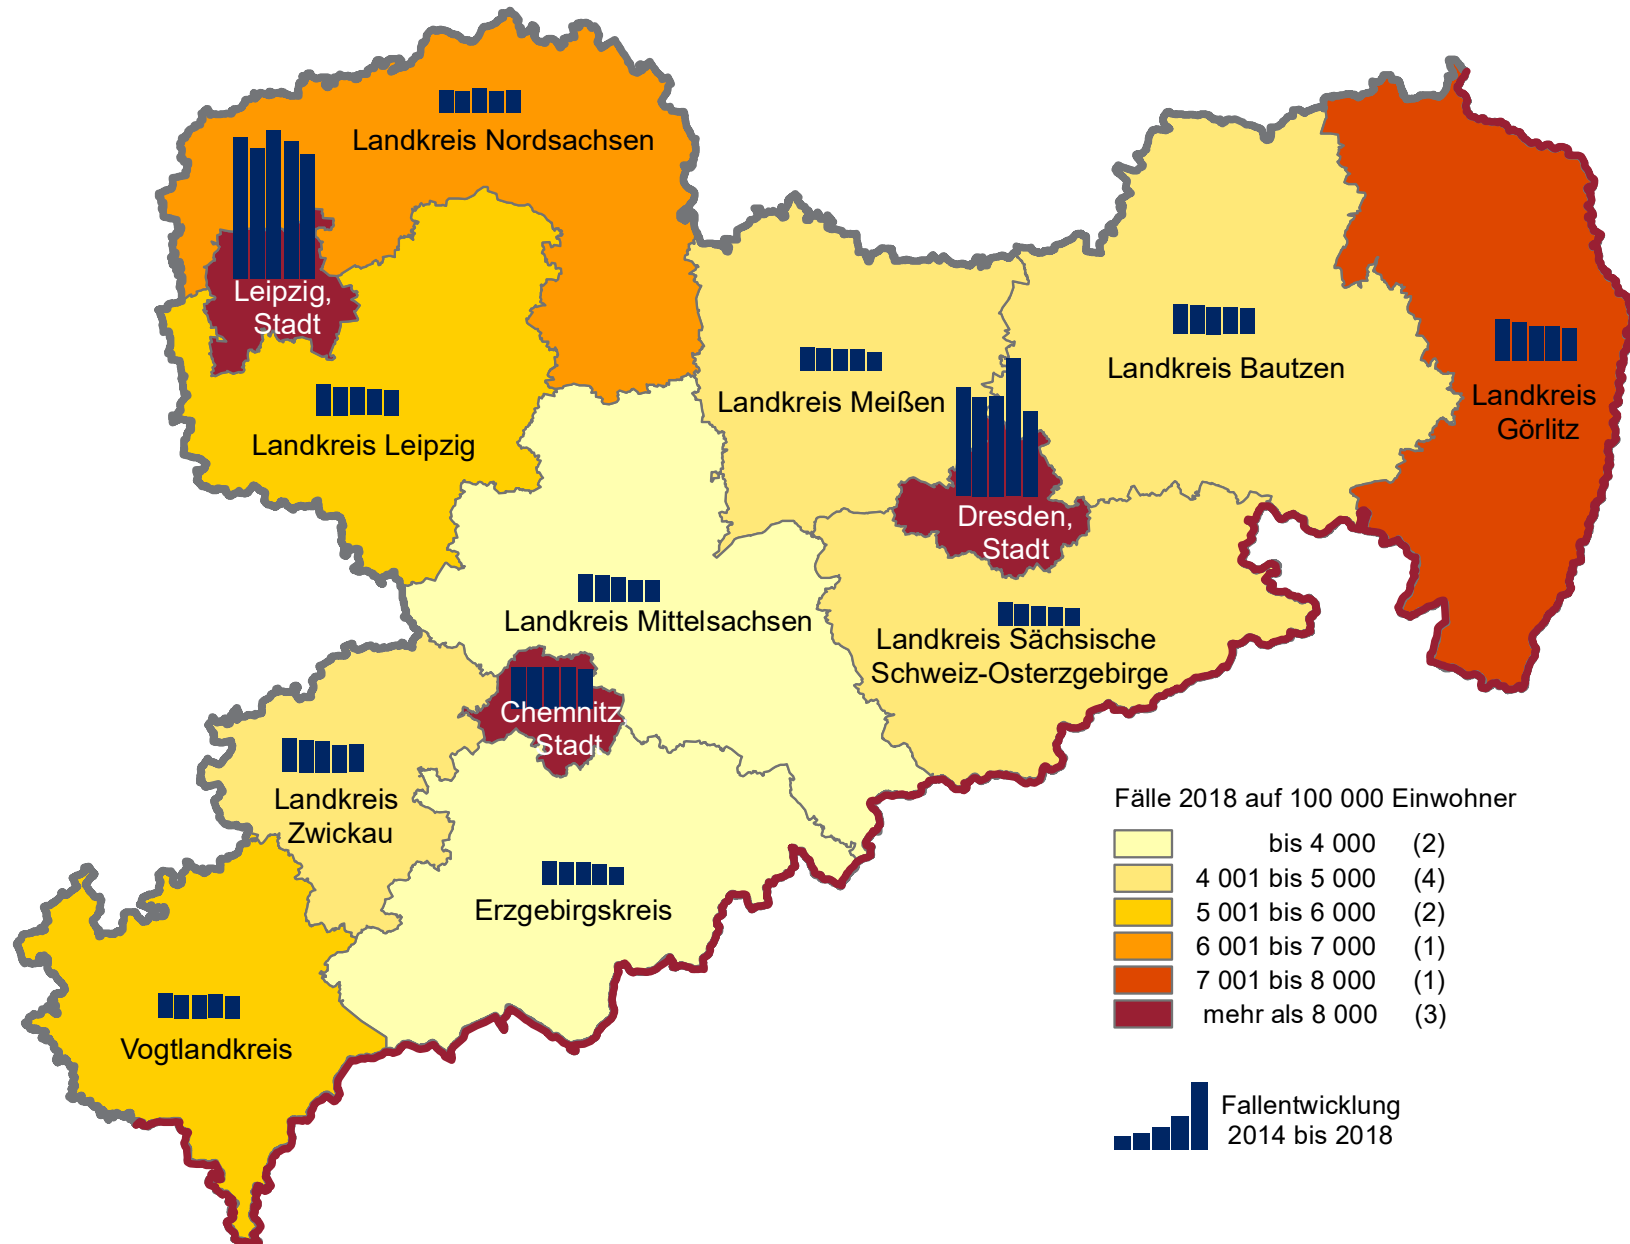 Landkreis Nordsachsen
Leipzig,
Stadt
Landkreis Leipzig
Landkreis Meißen
Landkreis Bautzen
Landkreis
Görlitz
Dresden,
Stadt
Landkreis Mittelsachsen
Landkreis Sächsische
Schweiz-Osterzgebirge
Chemnitz
Stadt
Landkreis
Zwickau
Erzgebirgskreis
Vogtlandkreis
Fälle 2018 auf 100 000 Einwohner
bis 4 000 (2)
4 001 bis 5 000 (4)
5 001 bis 6 000 (2)
6 001 bis 7 000 (1)
7 001 bis 8 000 (1)
mehr als 8 000 (3)
Fallentwicklung
2014 bis 2018